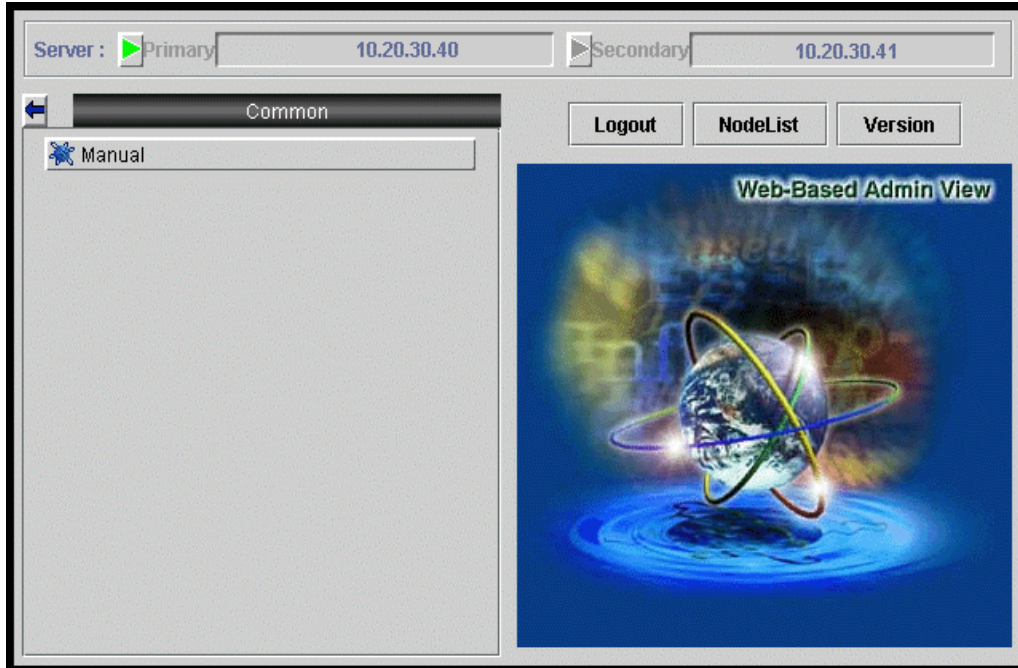 Server : Primary 10.20.30.40 Secondary 10.20.30.41
Common
Logout NodeList Version
Manual
Web-Based Admin View